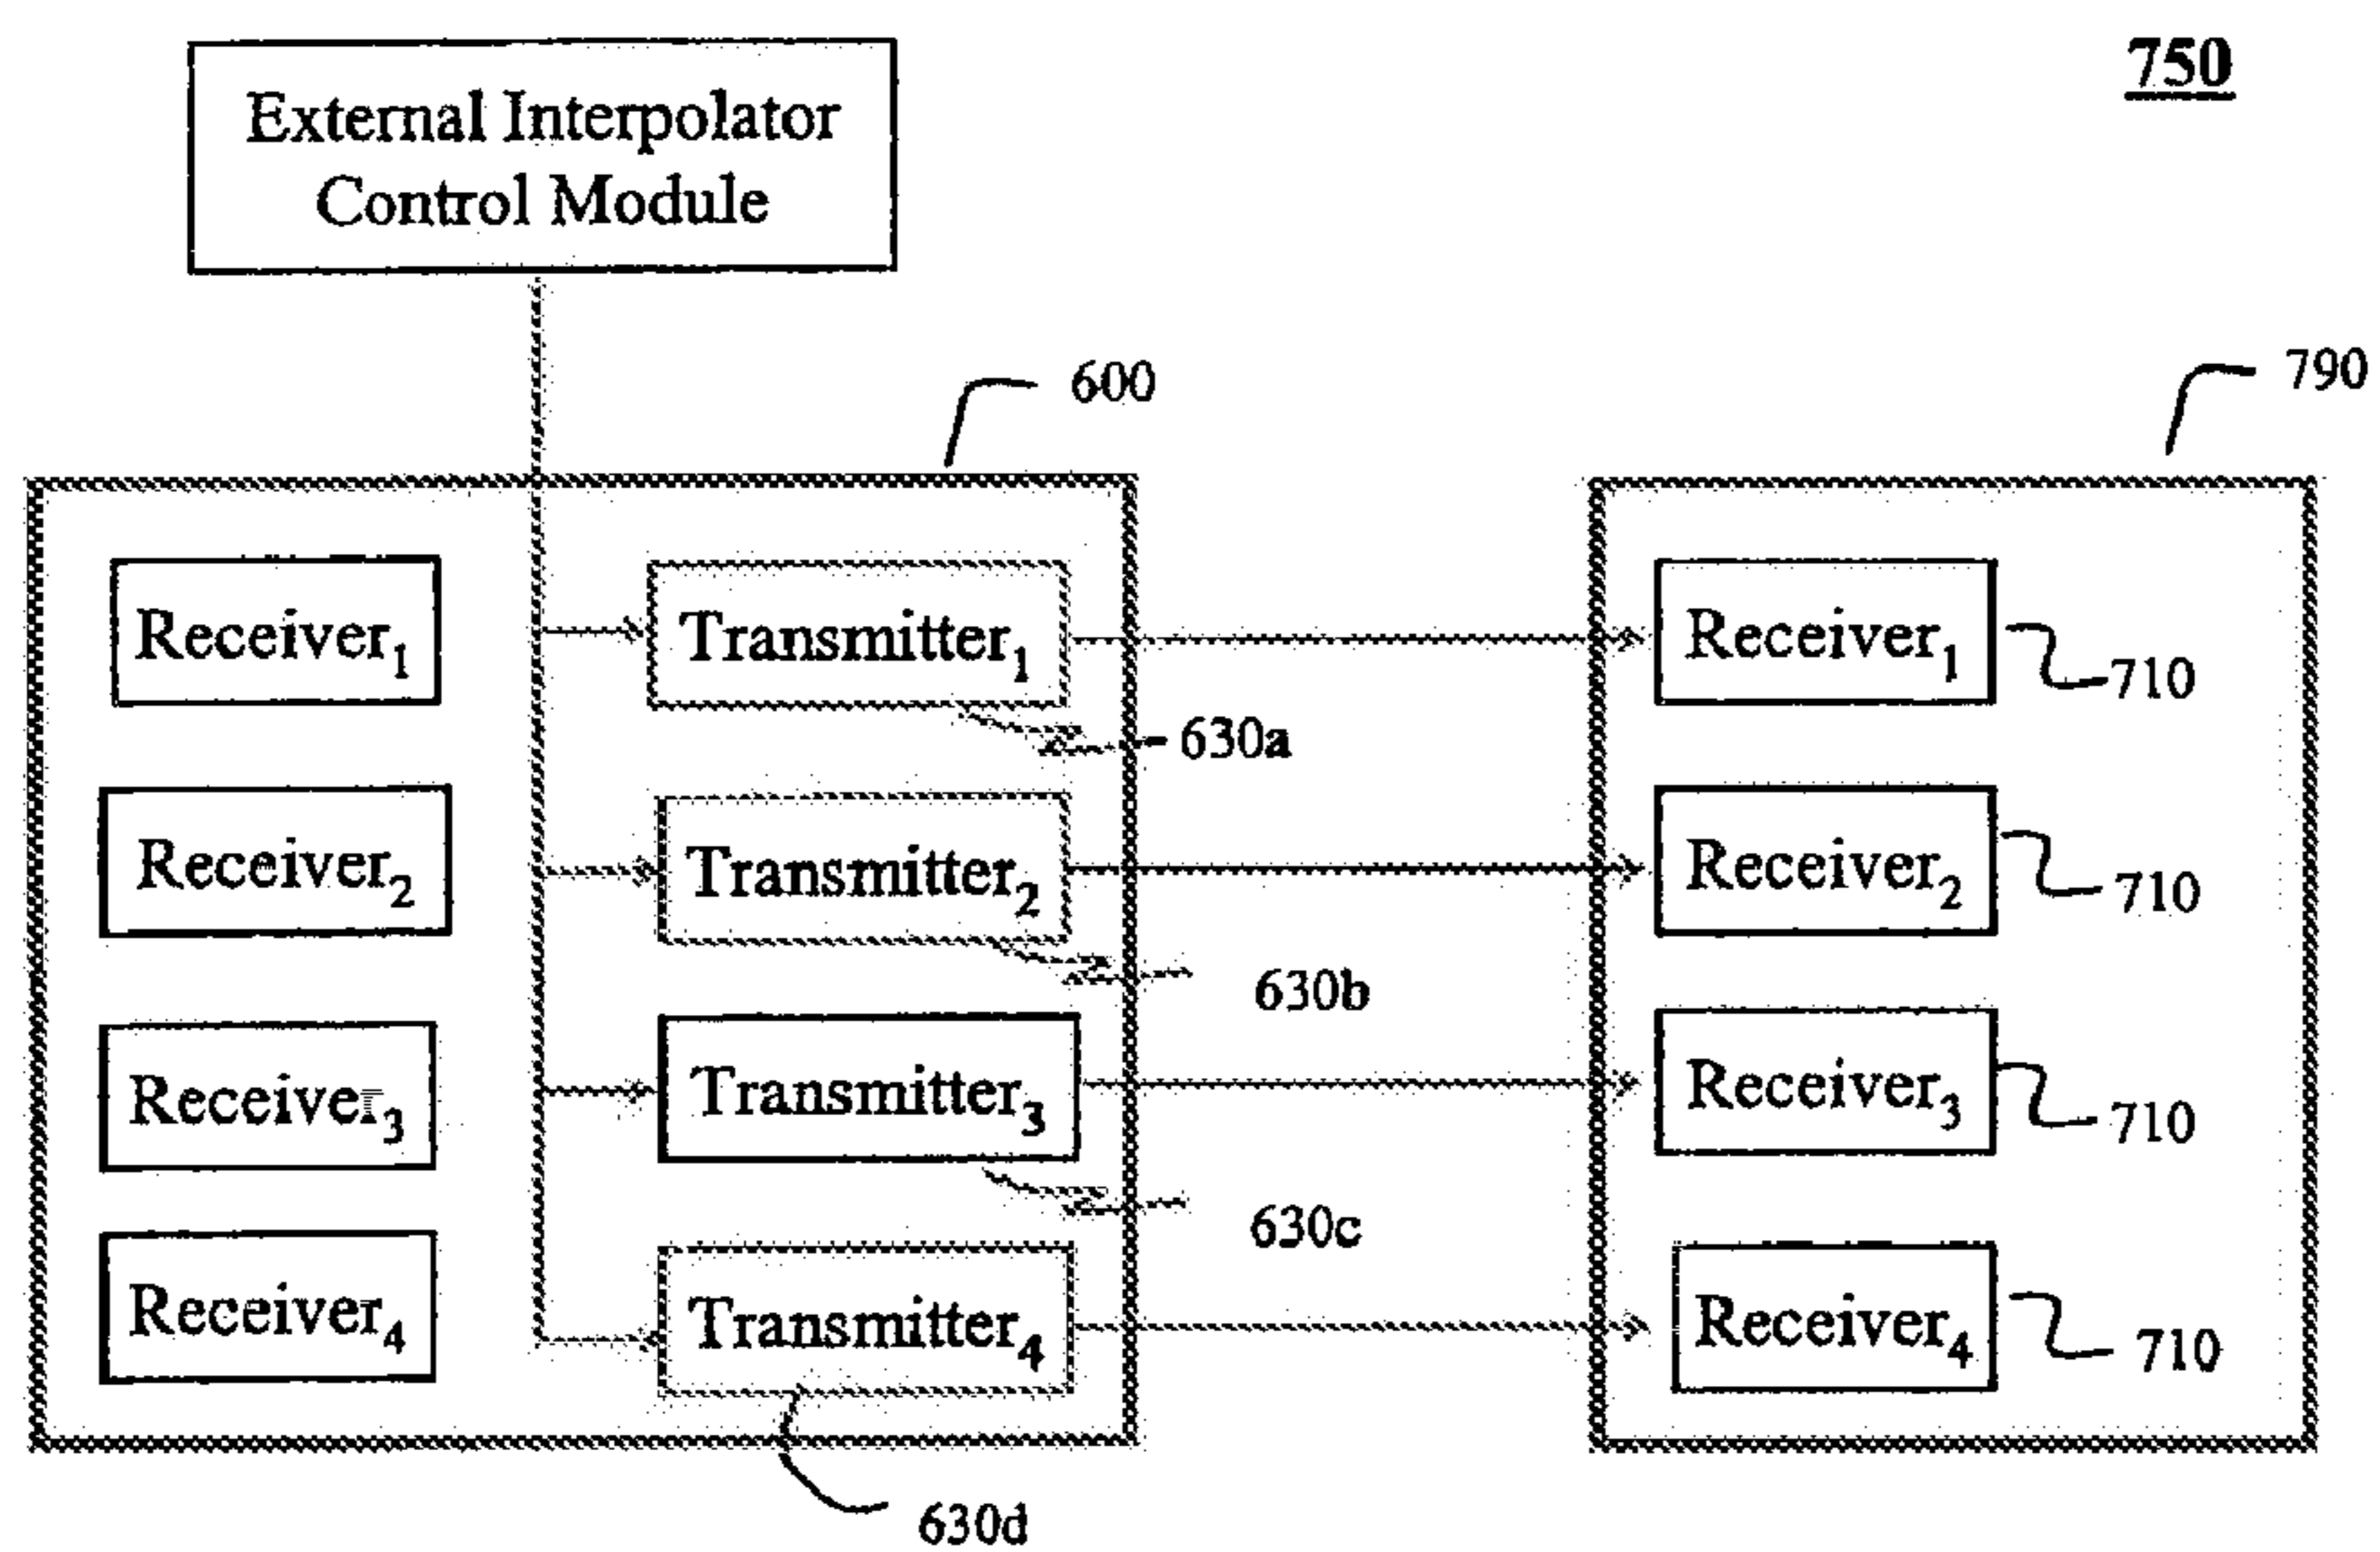 750
External Interpolator
Control Module
600
790
Receiver1
Transmitter1
Receiver1
710
630a
Receiver2
Transmitter2
Receiver2
710
630b
Receiver3
Transmitter3
Receiver3
710
630c
Receiver4
Transmitter4
Receiver4
710
630d